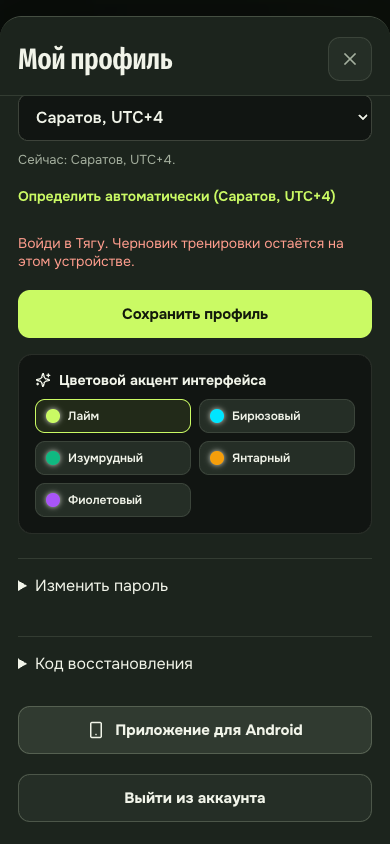 Мой профиль
Саратов, UTC+4
Сейчас: Саратов, UTC+4.
Определить автоматически (Саратов, UTC+4)
Войди в Тягу. Черновик тренировки остаётся на
этом устройстве.
Сохранить профиль
Цветовой акцент интерфейса
Лайм
Бирюзовый
Изумрудный
Янтарный
Фиолетовый
Изменить пароль
Код восстановления
Приложение для Android
Выйти из аккаунта